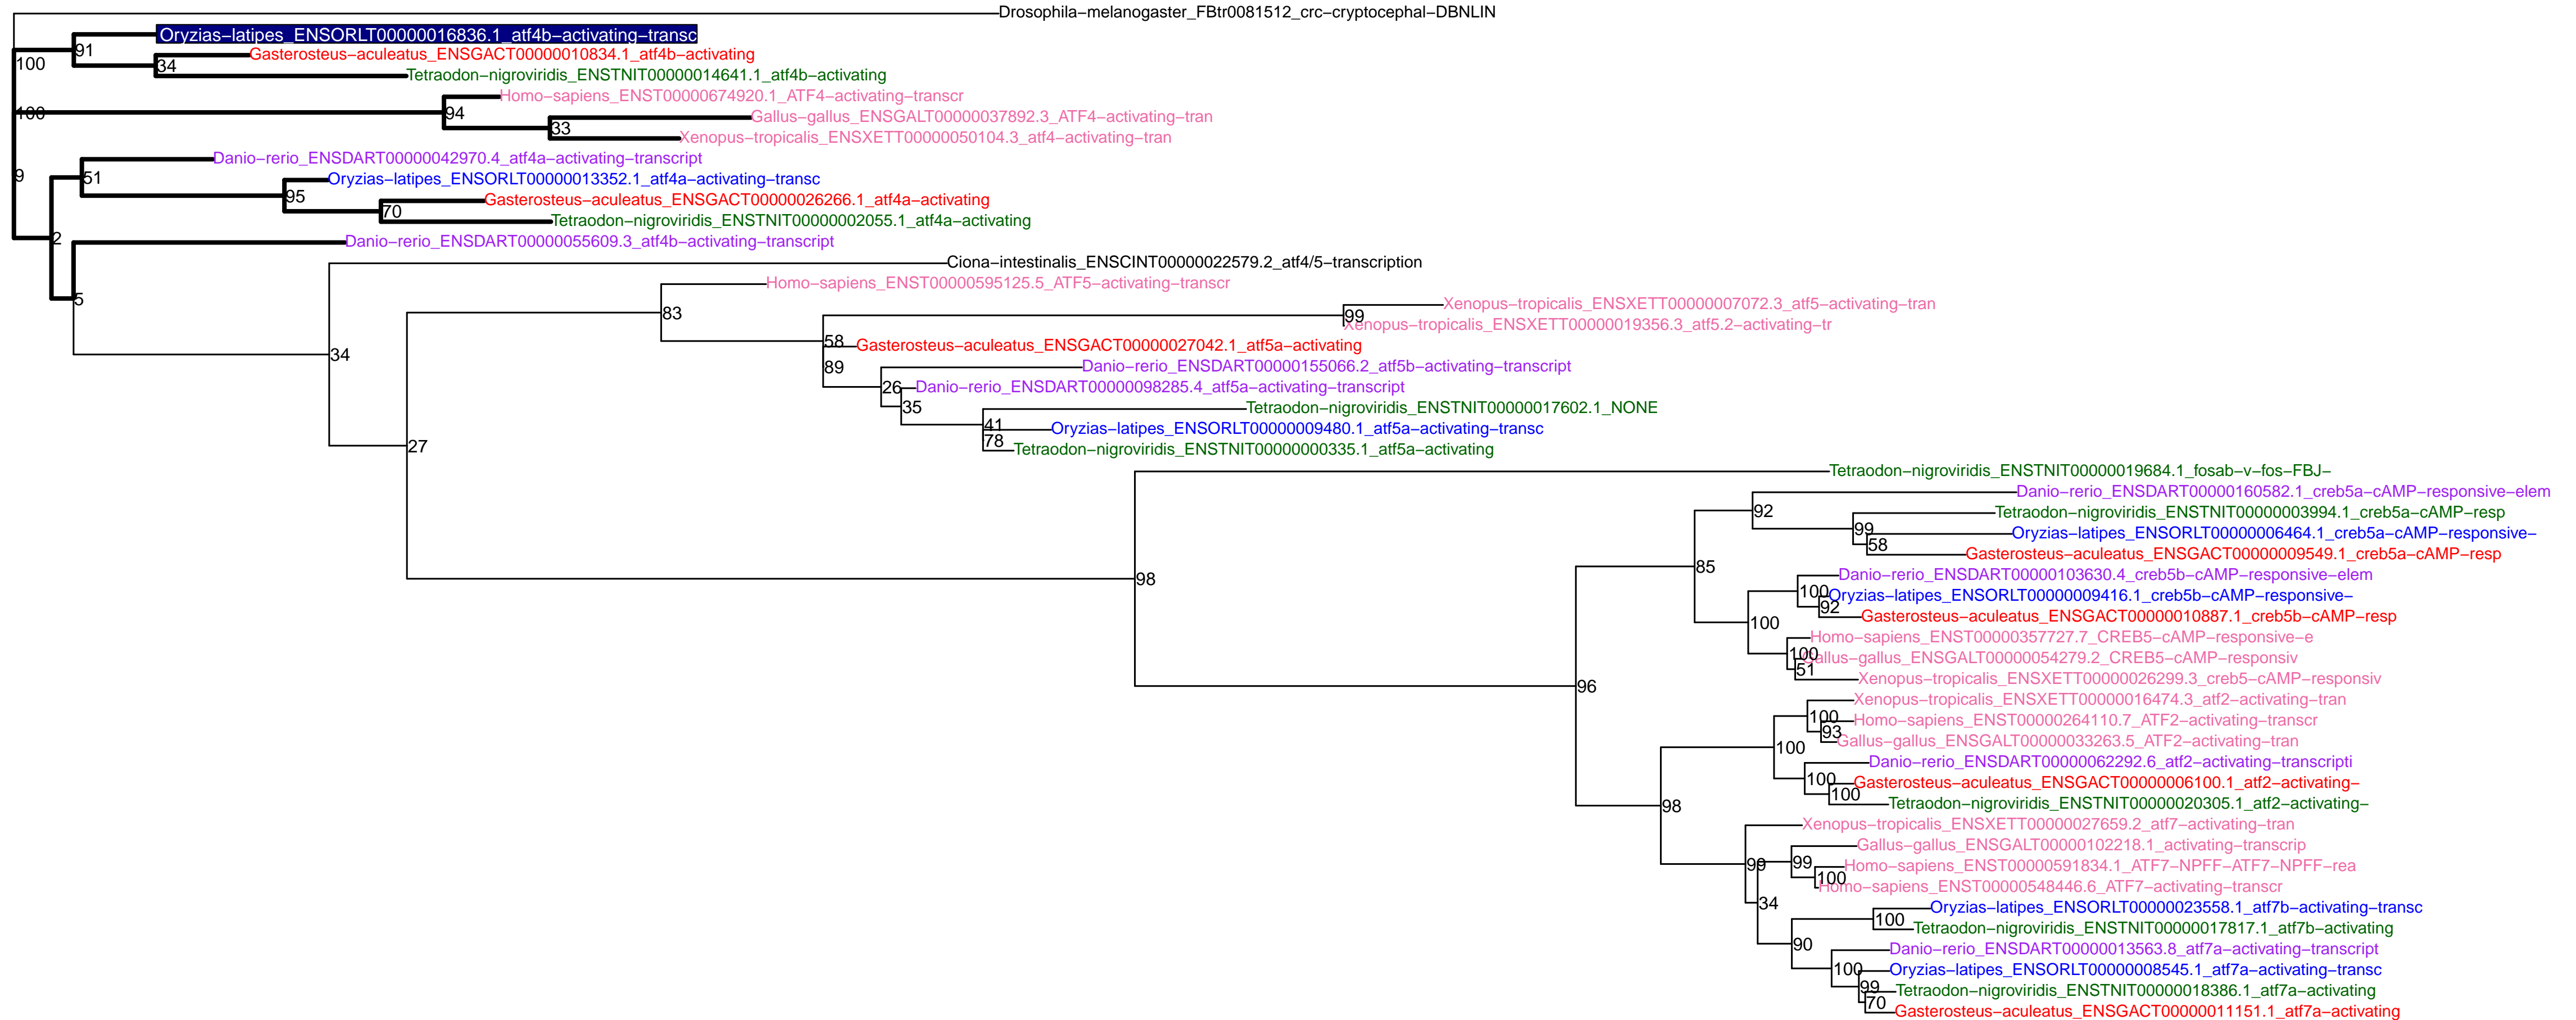 Drosophila−melanogaster_FBtr0081512_crc−cryptocephal−DBNLIN
Oryzias−latipes_ENSORLT00000016836.1_atf4b−activating−transc
91
Gasterosteus−aculeatus_ENSGACT00000010834.1_atf4b−activating
100
34
Tetraodon−nigroviridis_ENSTNIT00000014641.1_atf4b−activating
Homo−sapiens_ENST00000674920.1_ATF4−activating−transcr
100
94
Gallus−gallus_ENSGALT00000037892.3_ATF4−activating−tran
33
Xenopus−tropicalis_ENSXETT00000050104.3_atf4−activating−tran
Danio−rerio_ENSDART00000042970.4_atf4a−activating−transcript
9
51
Oryzias−latipes_ENSORLT00000013352.1_atf4a−activating−transc
95
Gasterosteus−aculeatus_ENSGACT00000026266.1_atf4a−activating
70
Tetraodon−nigroviridis_ENSTNIT00000002055.1_atf4a−activating
2
Danio−rerio_ENSDART00000055609.3_atf4b−activating−transcript
Ciona−intestinalis_ENSCINT00000022579.2_atf4/5−transcription
Homo−sapiens_ENST00000595125.5_ATF5−activating−transcr
5
Xenopus−tropicalis_ENSXETT00000007072.3_atf5−activating−tran
83
99
Xenopus−tropicalis_ENSXETT00000019356.3_atf5.2−activating−tr
58
Gasterosteus−aculeatus_ENSGACT00000027042.1_atf5a−activating
34
89
Danio−rerio_ENSDART00000155066.2_atf5b−activating−transcript
26
Danio−rerio_ENSDART00000098285.4_atf5a−activating−transcript
35
Tetraodon−nigroviridis_ENSTNIT00000017602.1_NONE
41
Oryzias−latipes_ENSORLT00000009480.1_atf5a−activating−transc
27
78
Tetraodon−nigroviridis_ENSTNIT00000000335.1_atf5a−activating
Tetraodon−nigroviridis_ENSTNIT00000019684.1_fosab−v−fos−FBJ−
Danio−rerio_ENSDART00000160582.1_creb5a−cAMP−responsive−elem
92
Tetraodon−nigroviridis_ENSTNIT00000003994.1_creb5a−cAMP−resp
99
Oryzias−latipes_ENSORLT00000006464.1_creb5a−cAMP−responsive−
58
Gasterosteus−aculeatus_ENSGACT00000009549.1_creb5a−cAMP−resp
85
98
Danio−rerio_ENSDART00000103630.4_creb5b−cAMP−responsive−elem
100
Oryzias−latipes_ENSORLT00000009416.1_creb5b−cAMP−responsive−
92
Gasterosteus−aculeatus_ENSGACT00000010887.1_creb5b−cAMP−resp
100
Homo−sapiens_ENST00000357727.7_CREB5−cAMP−responsive−e
100
Gallus−gallus_ENSGALT00000054279.2_CREB5−cAMP−responsiv
51
Xenopus−tropicalis_ENSXETT00000026299.3_creb5−cAMP−responsiv
96
Xenopus−tropicalis_ENSXETT00000016474.3_atf2−activating−tran
100
Homo−sapiens_ENST00000264110.7_ATF2−activating−transcr
93
Gallus−gallus_ENSGALT00000033263.5_ATF2−activating−tran
100
Danio−rerio_ENSDART00000062292.6_atf2−activating−transcripti
100
Gasterosteus−aculeatus_ENSGACT00000006100.1_atf2−activating−
100
Tetraodon−nigroviridis_ENSTNIT00000020305.1_atf2−activating−
98
Xenopus−tropicalis_ENSXETT00000027659.2_atf7−activating−tran
Gallus−gallus_ENSGALT00000102218.1_activating−transcrip
99
99
Homo−sapiens_ENST00000591834.1_ATF7−NPFF−ATF7−NPFF−rea
100
Homo−sapiens_ENST00000548446.6_ATF7−activating−transcr
34
Oryzias−latipes_ENSORLT00000023558.1_atf7b−activating−transc
100
Tetraodon−nigroviridis_ENSTNIT00000017817.1_atf7b−activating
90
Danio−rerio_ENSDART00000013563.8_atf7a−activating−transcript
100
Oryzias−latipes_ENSORLT00000008545.1_atf7a−activating−transc
99
Tetraodon−nigroviridis_ENSTNIT00000018386.1_atf7a−activating
70
Gasterosteus−aculeatus_ENSGACT00000011151.1_atf7a−activating